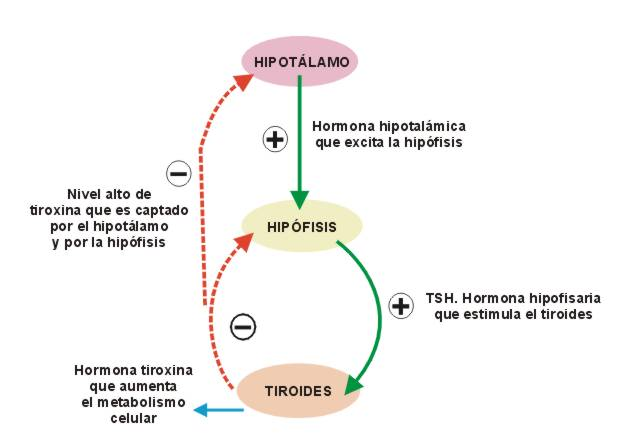 HIPOTÁLAMO
+
Hormona hipotalámica
que excita la hipófisis
−
Nivel alto de
tiroxina que es captado
por el hipotálamo
y por la hipófisis
HIPÓFISIS
+
TSH. Hormona hipofisaria
que estimula el tiroides
−
Hormona tiroxina
que aumenta
el metabolismo
celular
TIROIDES